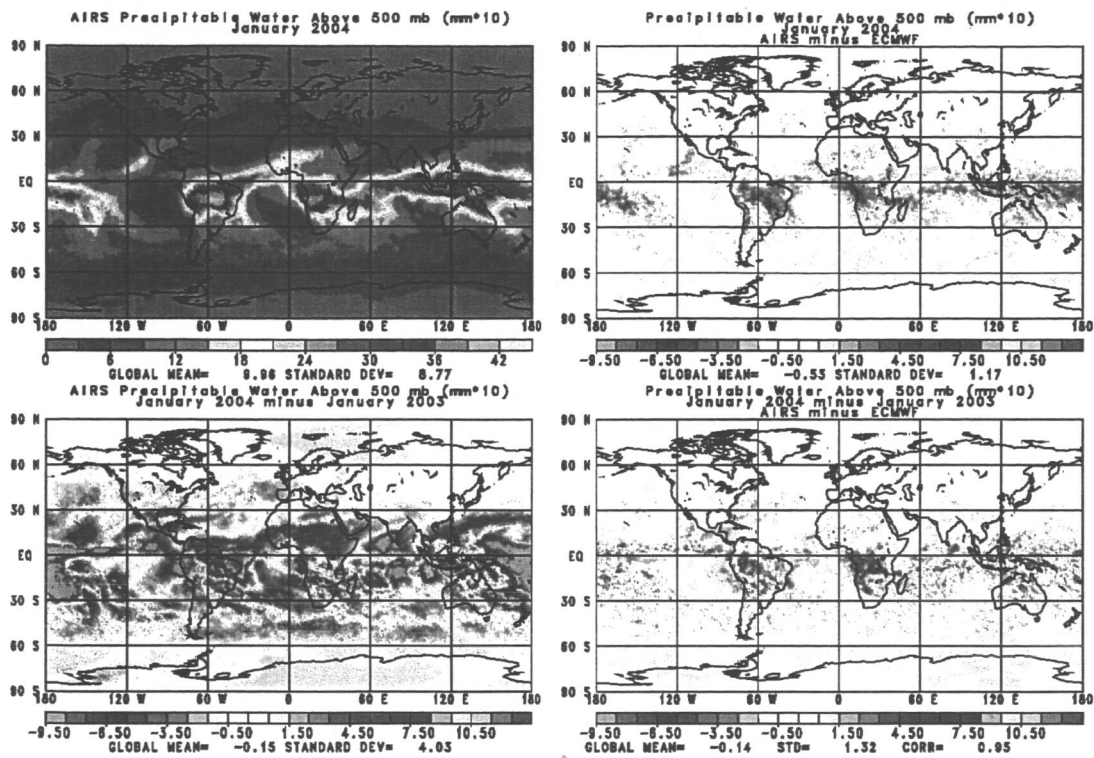 AIRS Precipitable Water Above 500 mb (mm*10)
January 2004
90 N
60 N
30 N
EQ
30 S
60 S
90 S
180 120 W 60 W 0 60 E 120 E 180
0 6 12 18 24 30 36 42
GLOBAL MEAN= 9.96 STANDARD DEV= 8.77
Precipitable Water Above 500 mb (mm*10)
January 2004
AIRS minus ECMWF
90 N
60 N
30 N
EQ
30 S
60 S
90 S
180 120 W 60 W 0 60 E 120 E 180
-9.50 -6.50 -3.50 -0.50 1.50 4.50 7.50 10.50
GLOBAL MEAN= -0.53 STANDARD DEV= 1.17
AIRS Precipitable Water Above 500 mb (mm*10)
January 2004 minus January 2003
90 N
60 N
30 N
EQ
30 S
60 S
90 S
180 120 W 60 W 0 60 E 120 E 180
-9.50 -6.50 -3.50 -0.50 1.50 4.50 7.50 10.50
GLOBAL MEAN= -0.15 STANDARD DEV= 4.03
Precipitable Water Above 500 mb (mm*10)
January 2004 minus January 2003
AIRS minus ECMWF
90 N
60 N
30 N
EQ
30 S
60 S
90 S
180 120 W 60 W 0 60 E 120 E 180
-9.50 -6.50 -3.50 -0.50 1.50 4.50 7.50 10.50
GLOBAL MEAN= -0.14 STD= 1.32 CORR= 0.95